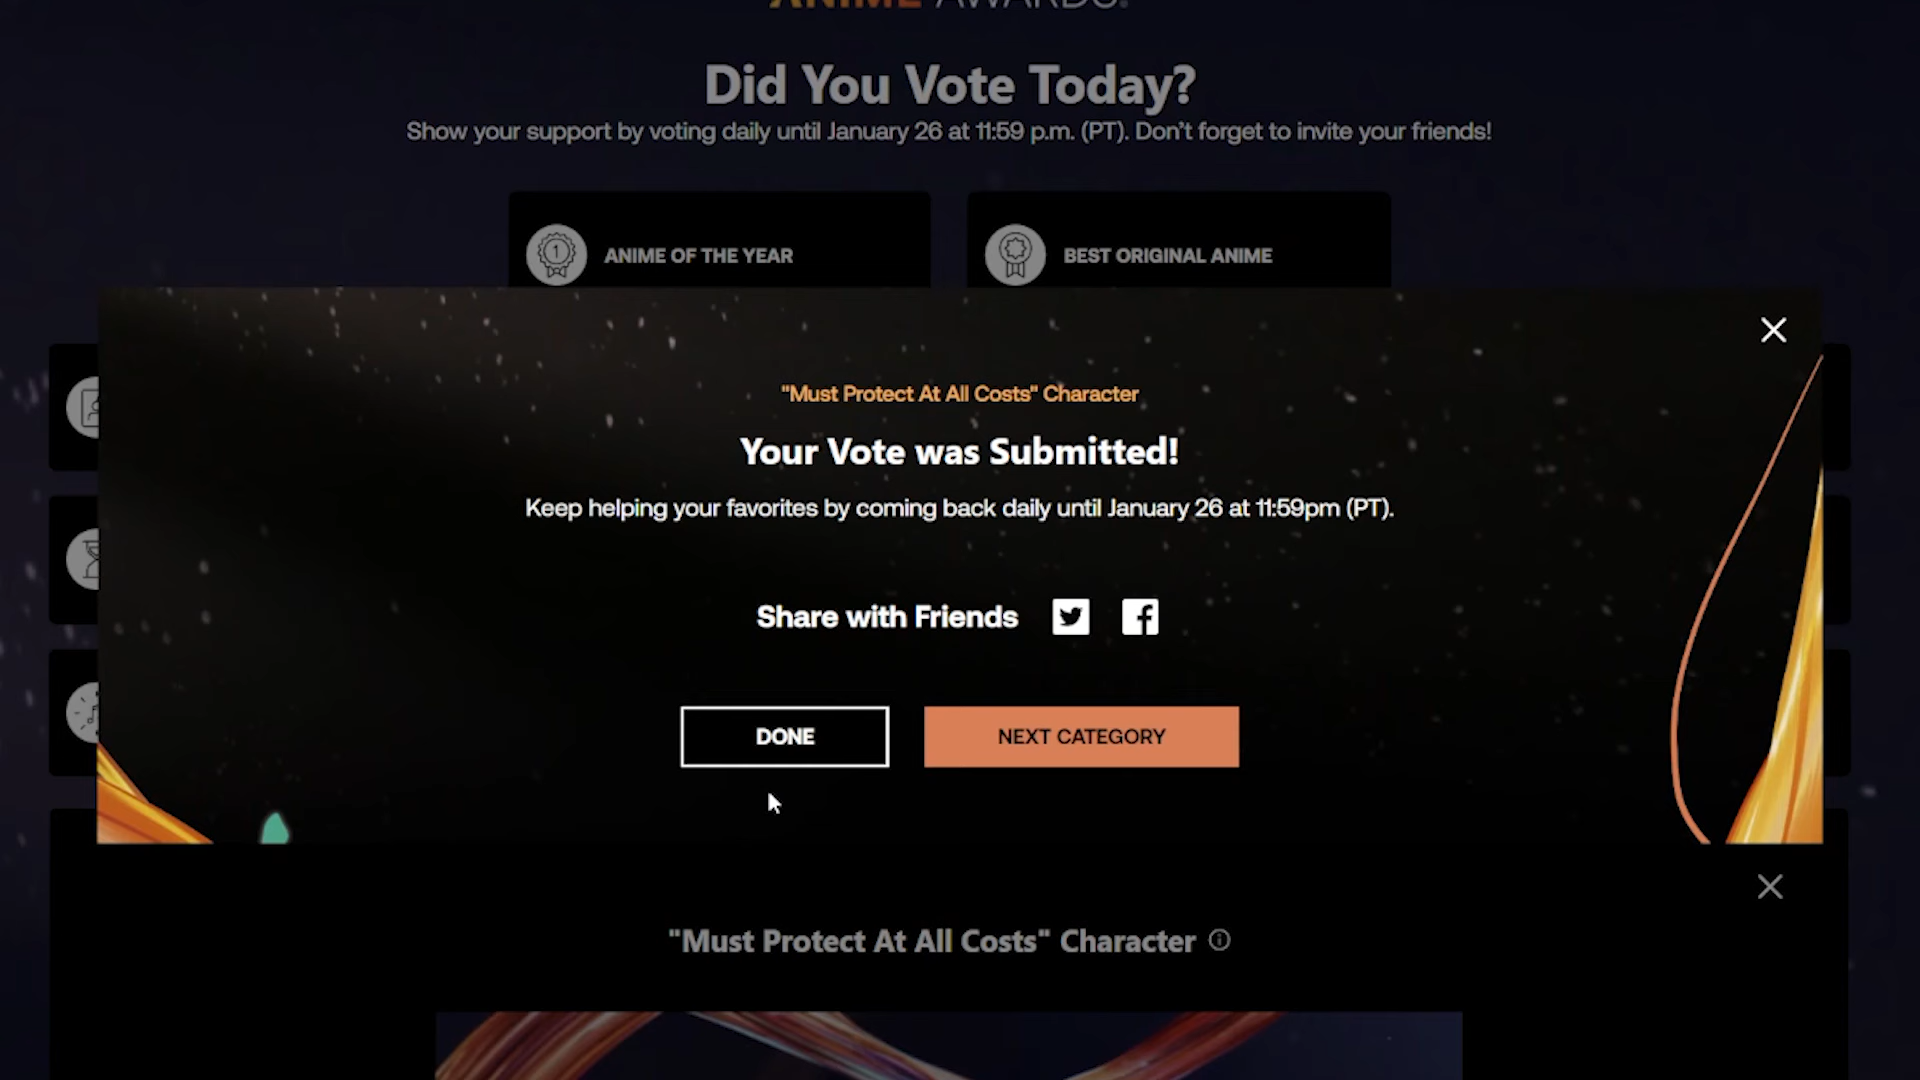 ANIME AWARDS.
Did You Vote Today?
Show your support by voting daily until January 26 at 11:59 p.m. (PT). Don't forget to invite your friends!
1 ANIME OF THE YEAR
BEST ORIGINAL ANIME
"Must Protect At All Costs" Character
Your Vote was Submitted!
Keep helping your favorites by coming back daily until January 26 at 11:59pm (PT).
Share with Friends
DONE
NEXT CATEGORY
"Must Protect At All Costs" Character